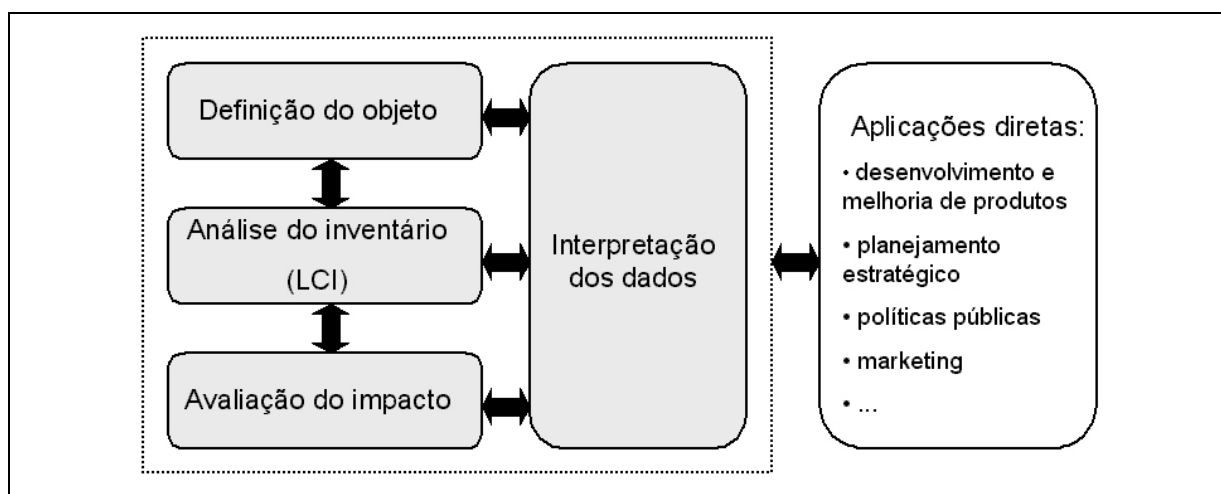 Definição do objeto
Análise do inventário
(LCI)
Avaliação do impacto
Interpretação
dos dados
Aplicações diretas:
• desenvolvimento e
melhoria de produtos
• planejamento
estratégico
• políticas públicas
• marketing
• ...